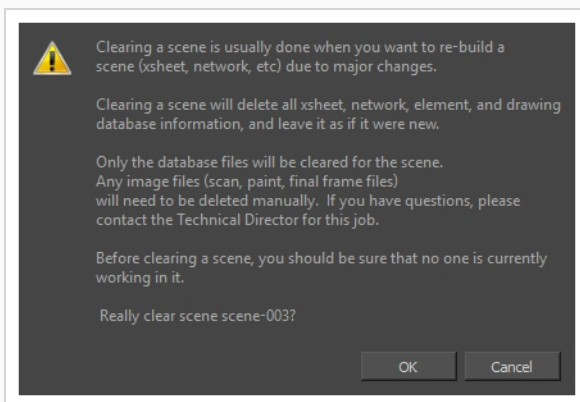 Clearing a scene is usually done when you want to re-build a
scene (xsheet, network, etc) due to major changes.
Clearing a scene will delete all xsheet, network, element, and drawing
database information, and leave it as if it were new.
Only the database files will be cleared for the scene.
Any image files (scan, paint, final frame files)
will need to be deleted manually. If you have questions, please
contact the Technical Director for this job.
Before clearing a scene, you should be sure that no one is currently
working in it.
Really clear scene scene-003?
OK Cancel